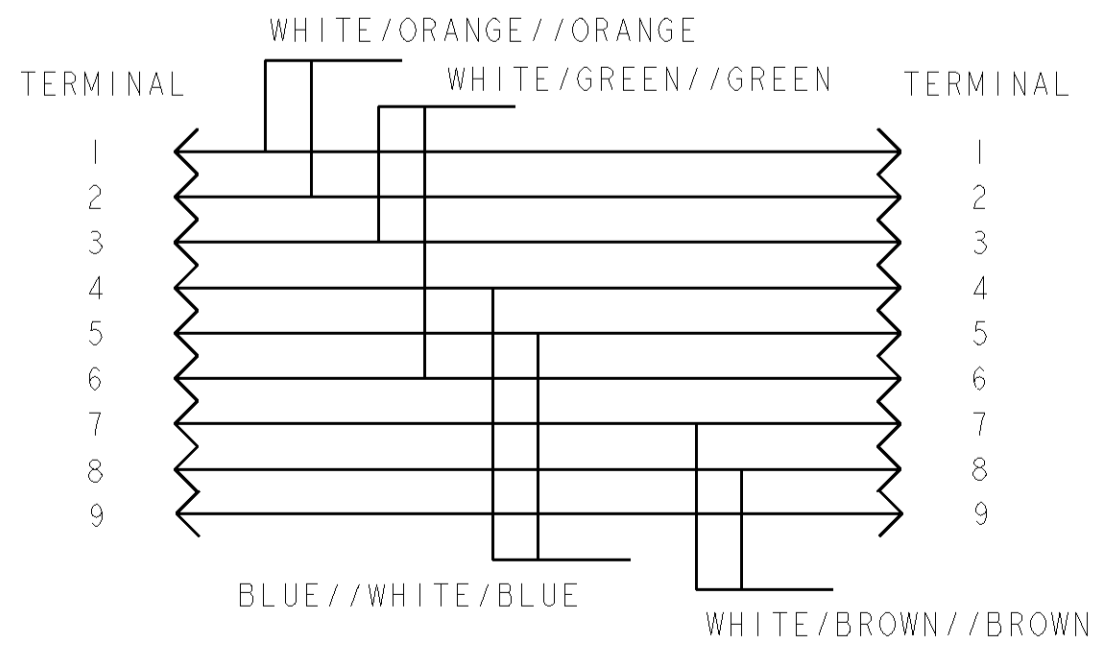 WHITE/ORANGE//ORANGE
TERMINAL WHITE/GREEN//GREEN TERMINAL
1 1
2 2
3 3
4 4
5 5
6 6
7 7
8 8
9 9
BLUE//WHITE/BLUE
WHITE/BROWN//BROWN